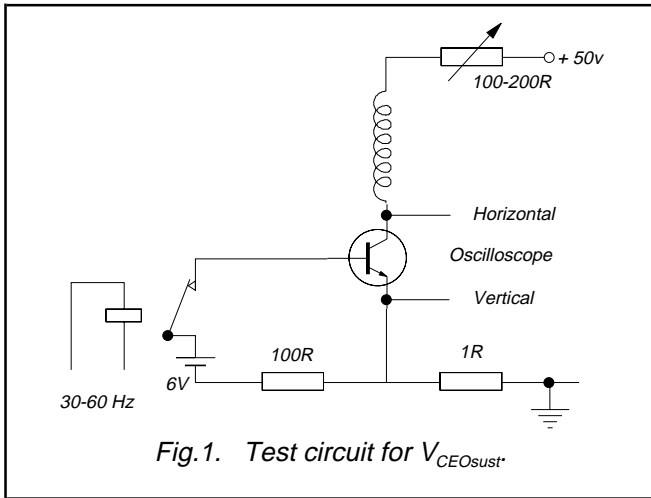 + 50v
100-200R
Horizontal
Oscilloscope
Vertical
100R
1R
6V
30-60 Hz
Fig.1. Test circuit for VCEOsust.